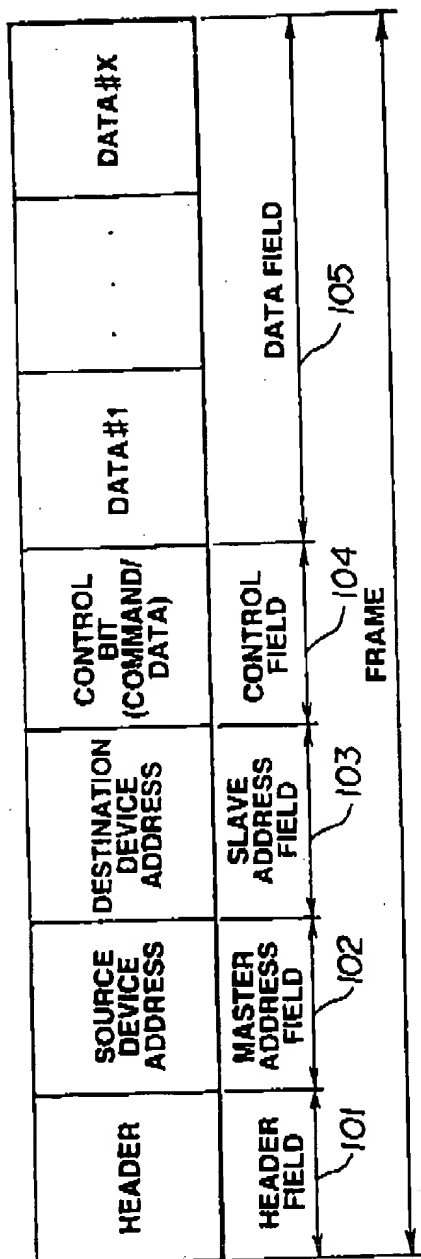 HEADER
SOURCE
DEVICE
ADDRESS
DESTINATION
DEVICE
ADDRESS
CONTROL
BIT
(COMMAND/
DATA)
DATA#1
. . .
DATA#X
HEADER
FIELD
MASTER
ADDRESS
FIELD
SLAVE
ADDRESS
FIELD
CONTROL
FIELD
DATA FIELD
101
102
103
104
105
FRAME